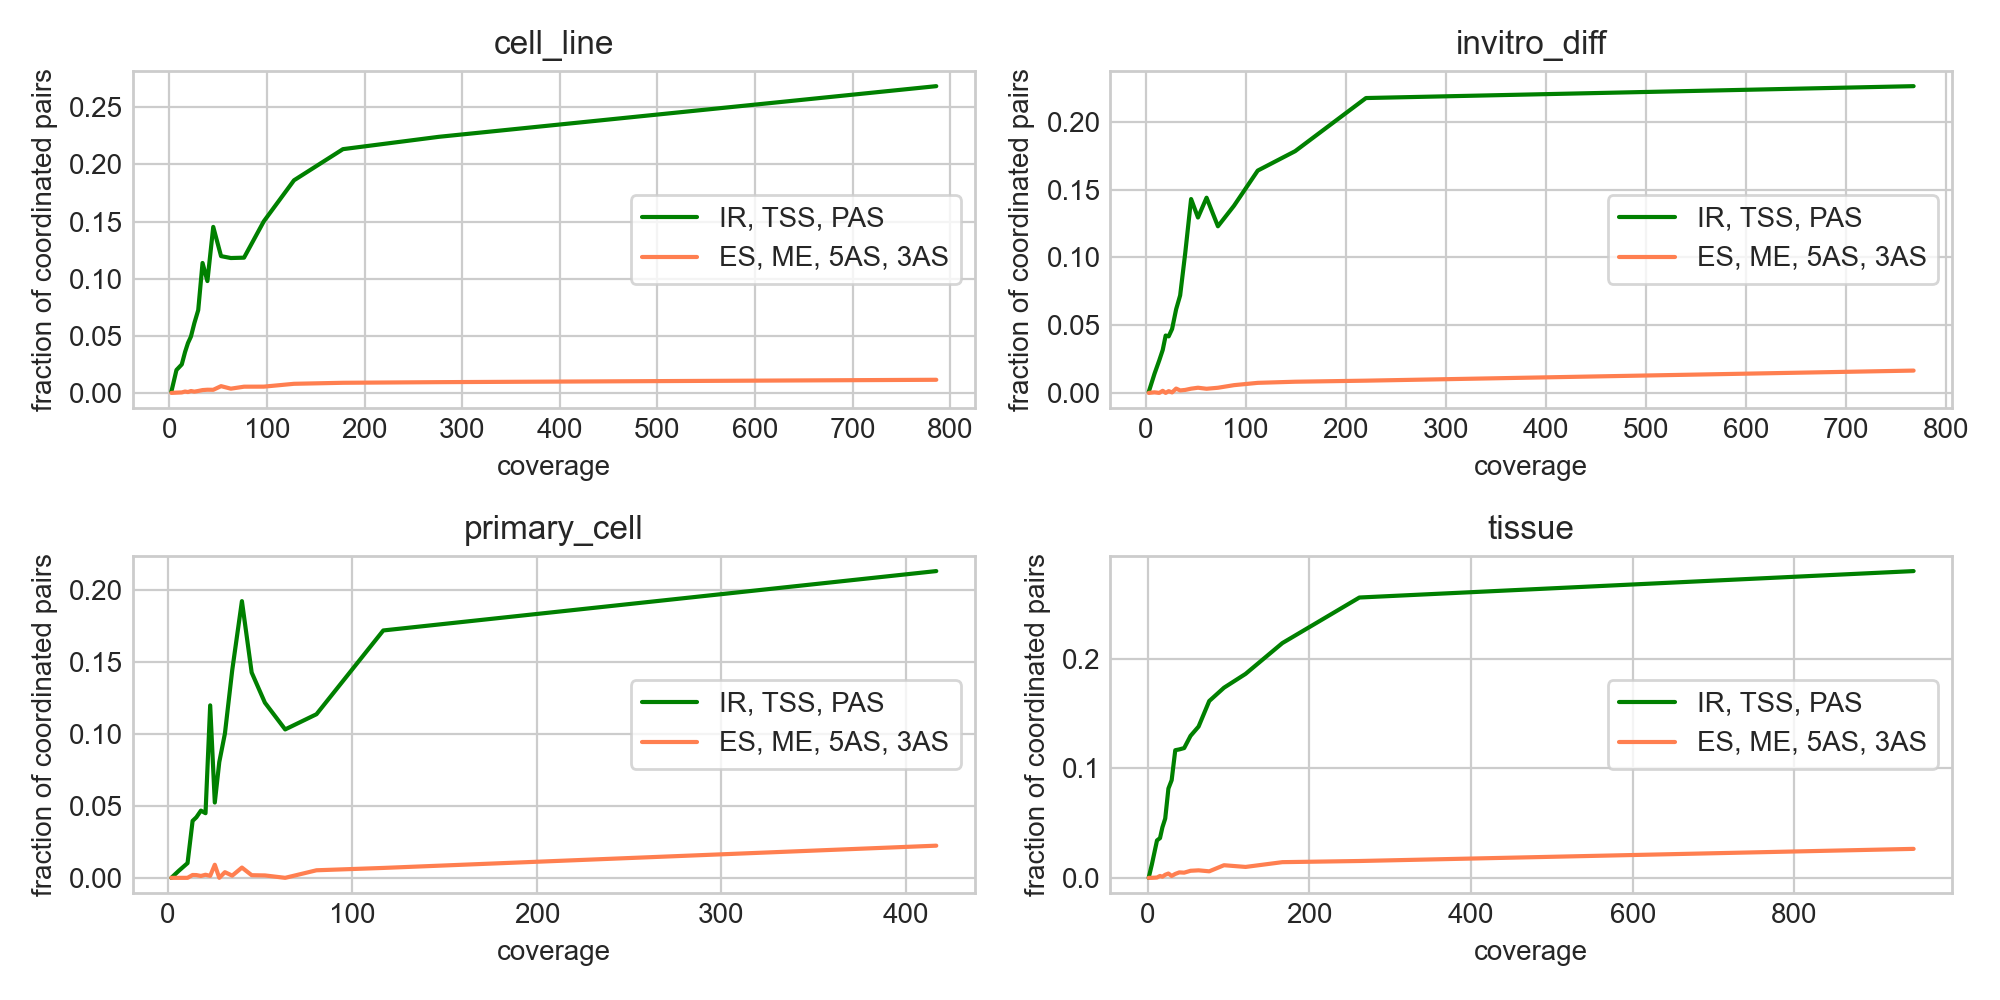 cell_line
fraction of coordinated pairs
0.25
0.20
0.15
0.10
0.05
0.00
IR, TSS, PAS
ES, ME, 5AS, 3AS
0 100 200 300 400 500 600 700 800
coverage
invitro_diff
fraction of coordinated pairs
0.20
0.15
0.10
0.05
0.00
IR, TSS, PAS
ES, ME, 5AS, 3AS
0 100 200 300 400 500 600 700 800
coverage
primary_cell
fraction of coordinated pairs
0.20
0.15
0.10
0.05
0.00
IR, TSS, PAS
ES, ME, 5AS, 3AS
0 100 200 300 400
coverage
tissue
fraction of coordinated pairs
0.2
0.1
0.0
IR, TSS, PAS
ES, ME, 5AS, 3AS
0 200 400 600 800
coverage